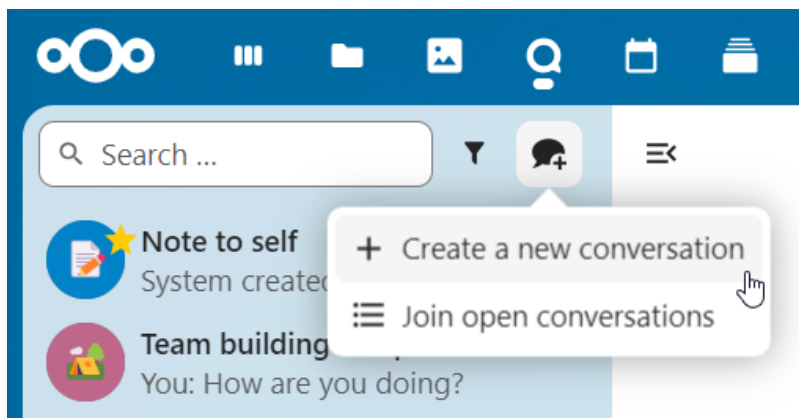 Search ...
Note to self
System created
Create a new conversation
Join open conversations
Team building
You: How are you doing?